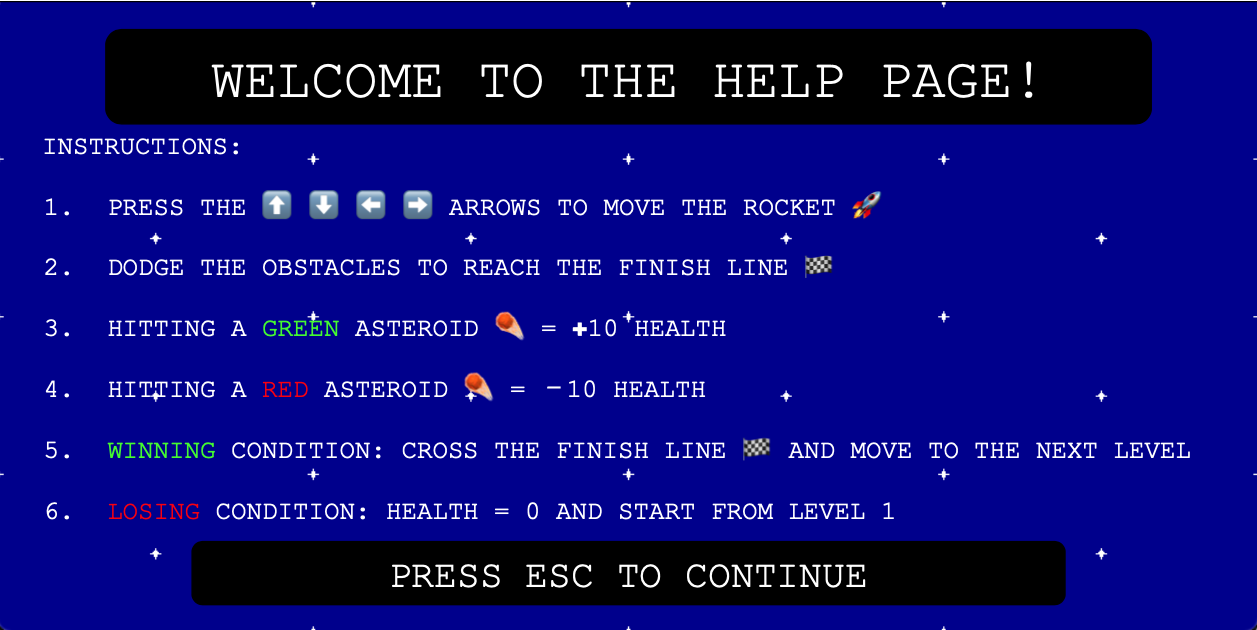 WELCOME TO THE HELP PAGE!
INSTRUCTIONS:
1. PRESS THE ⬆️ ⬇️ ⬅️ ➡️ ARROWS TO MOVE THE ROCKET 🚀
2. DODGE THE OBSTACLES TO REACH THE FINISH LINE 🏁
3. HITTING A GREEN ASTEROID ☄️ = +10 HEALTH
4. HITTING A RED ASTEROID ☄️ = −10 HEALTH
5. WINNING CONDITION: CROSS THE FINISH LINE 🏁 AND MOVE TO THE NEXT LEVEL
6. LOSING CONDITION: HEALTH = 0 AND START FROM LEVEL 1
PRESS ESC TO CONTINUE